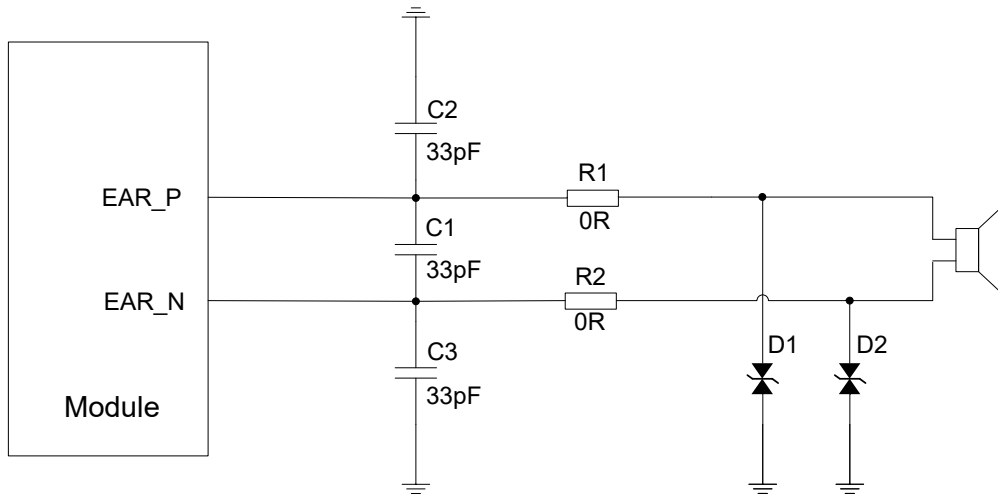 C2
33pF
EAR_P
R1
0R
C1
33pF
EAR_N
R2
0R
C3
33pF
D1
D2
Module